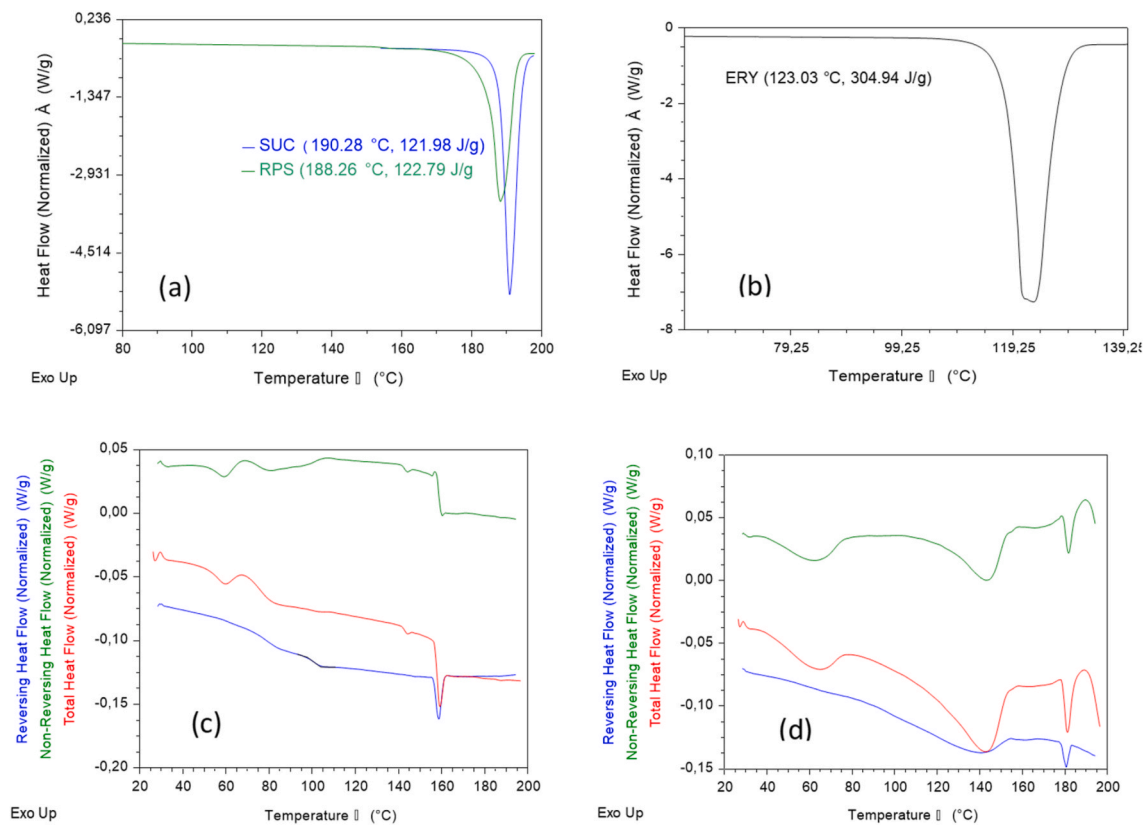 0,236
-1,347
-2,931
-4,514
-6,097
Heat Flow (Normalized) À (W/g)
SUC (190.28 °C, 121.98 J/g)
RPS (188.26 °C, 122.79 J/g
(a)
80 100 120 140 160 180 200
Exo Up
Temperature ▯ (°C)
0
-2
-4
-6
-8
Heat Flow (Normalized) À (W/g)
ERY (123.03 °C, 304.94 J/g)
(b)
79,25 99,25 119,25 139,25
Exo Up
Temperature ▯ (°C)
0,05
0,00
-0,05
-0,10
-0,15
-0,20
Reversing Heat Flow (Normalized) (W/g)
Non-Reversing Heat Flow (Normalized) (W/g)
Total Heat Flow (Normalized) (W/g)
(c)
20 40 60 80 100 120 140 160 180 200
Exo Up
Temperature ▯ (°C)
0,10
0,05
0,00
-0,05
-0,10
-0,15
Reversing Heat Flow (Normalized) (W/g)
Non-Reversing Heat Flow (Normalized) (W/g)
Total Heat Flow (Normalized) (W/g)
(d)
20 40 60 80 100 120 140 160 180 200
Exo Up
Temperature ▯ (°C)